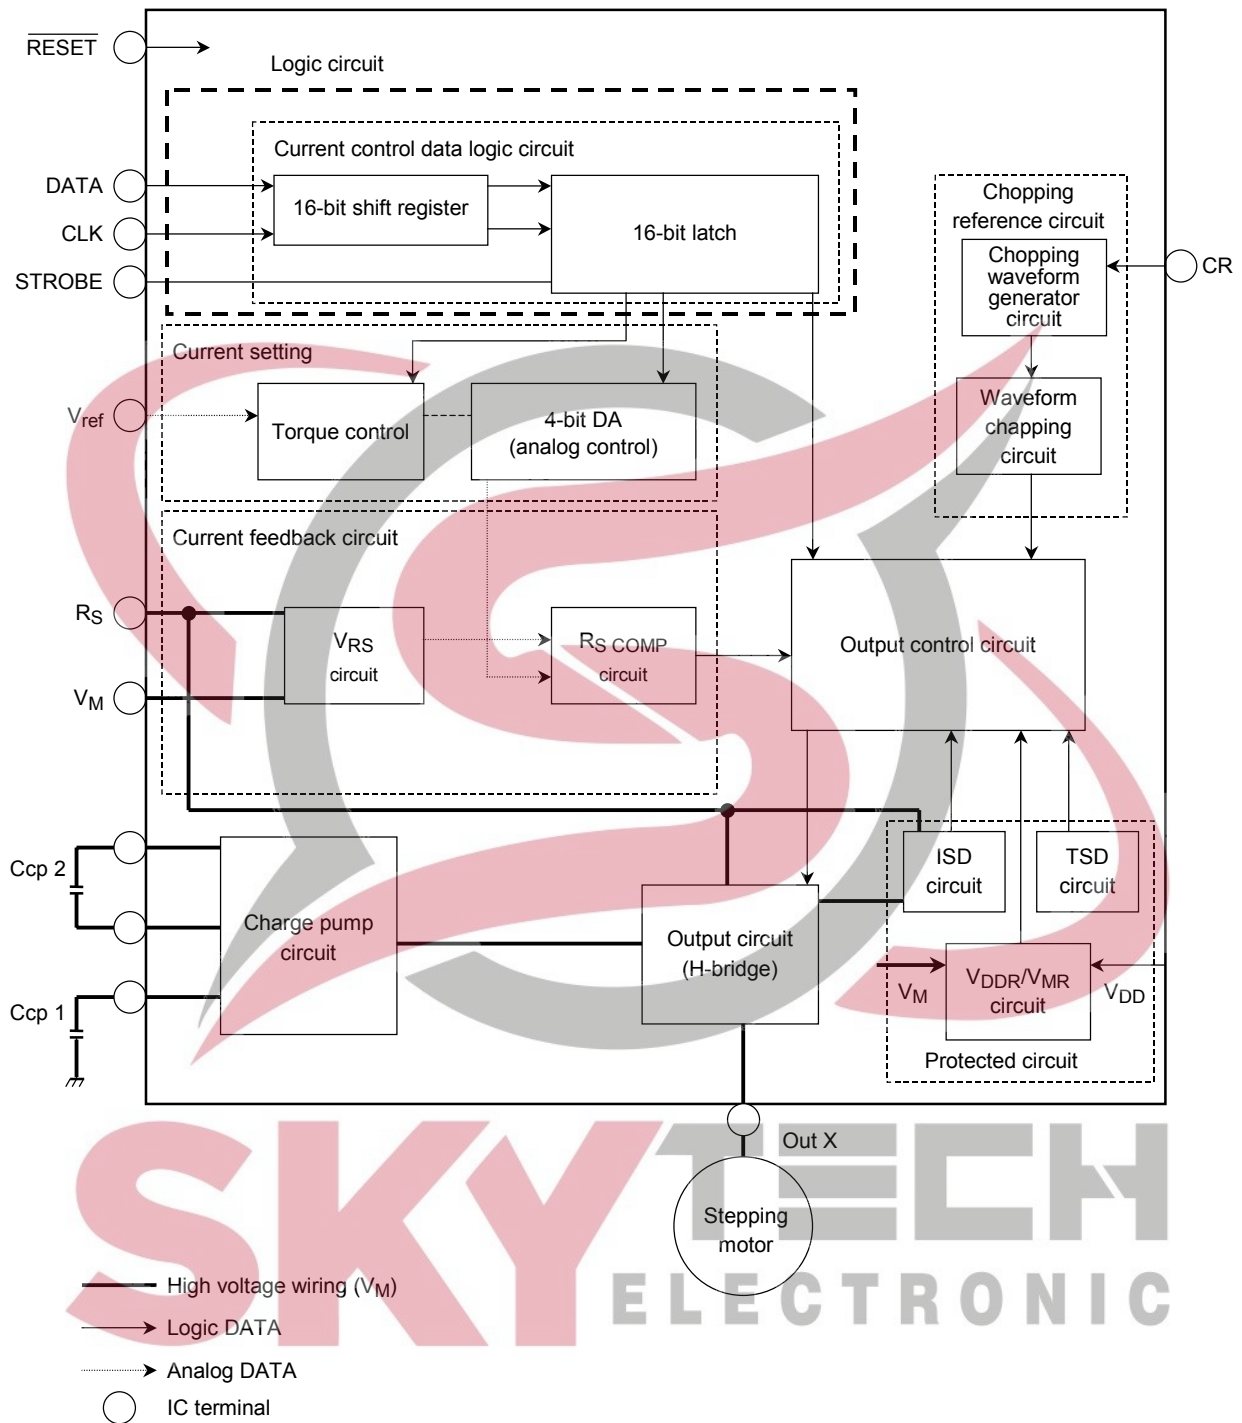 RESET
Logic circuit
Current control data logic circuit
DATA
16-bit shift register
CLK
16-bit latch
STROBE
Chopping
reference circuit
Chopping
waveform
generator
circuit
CR
Current setting
Vref
Torque control
4-bit DA
(analog control)
Waveform
chapping
circuit
Current feedback circuit
RS
VRS
circuit
RS COMP
circuit
Output control circuit
VM
Ccp 2
Charge pump
circuit
Ccp 1
Output circuit
(H-bridge)
ISD
circuit
TSD
circuit
VM
VDDR/VMR
circuit
VDD
Protected circuit
Out X
Stepping
motor
SKYTECH
ELECTRONIC
High voltage wiring (VM)
Logic DATA
Analog DATA
IC terminal